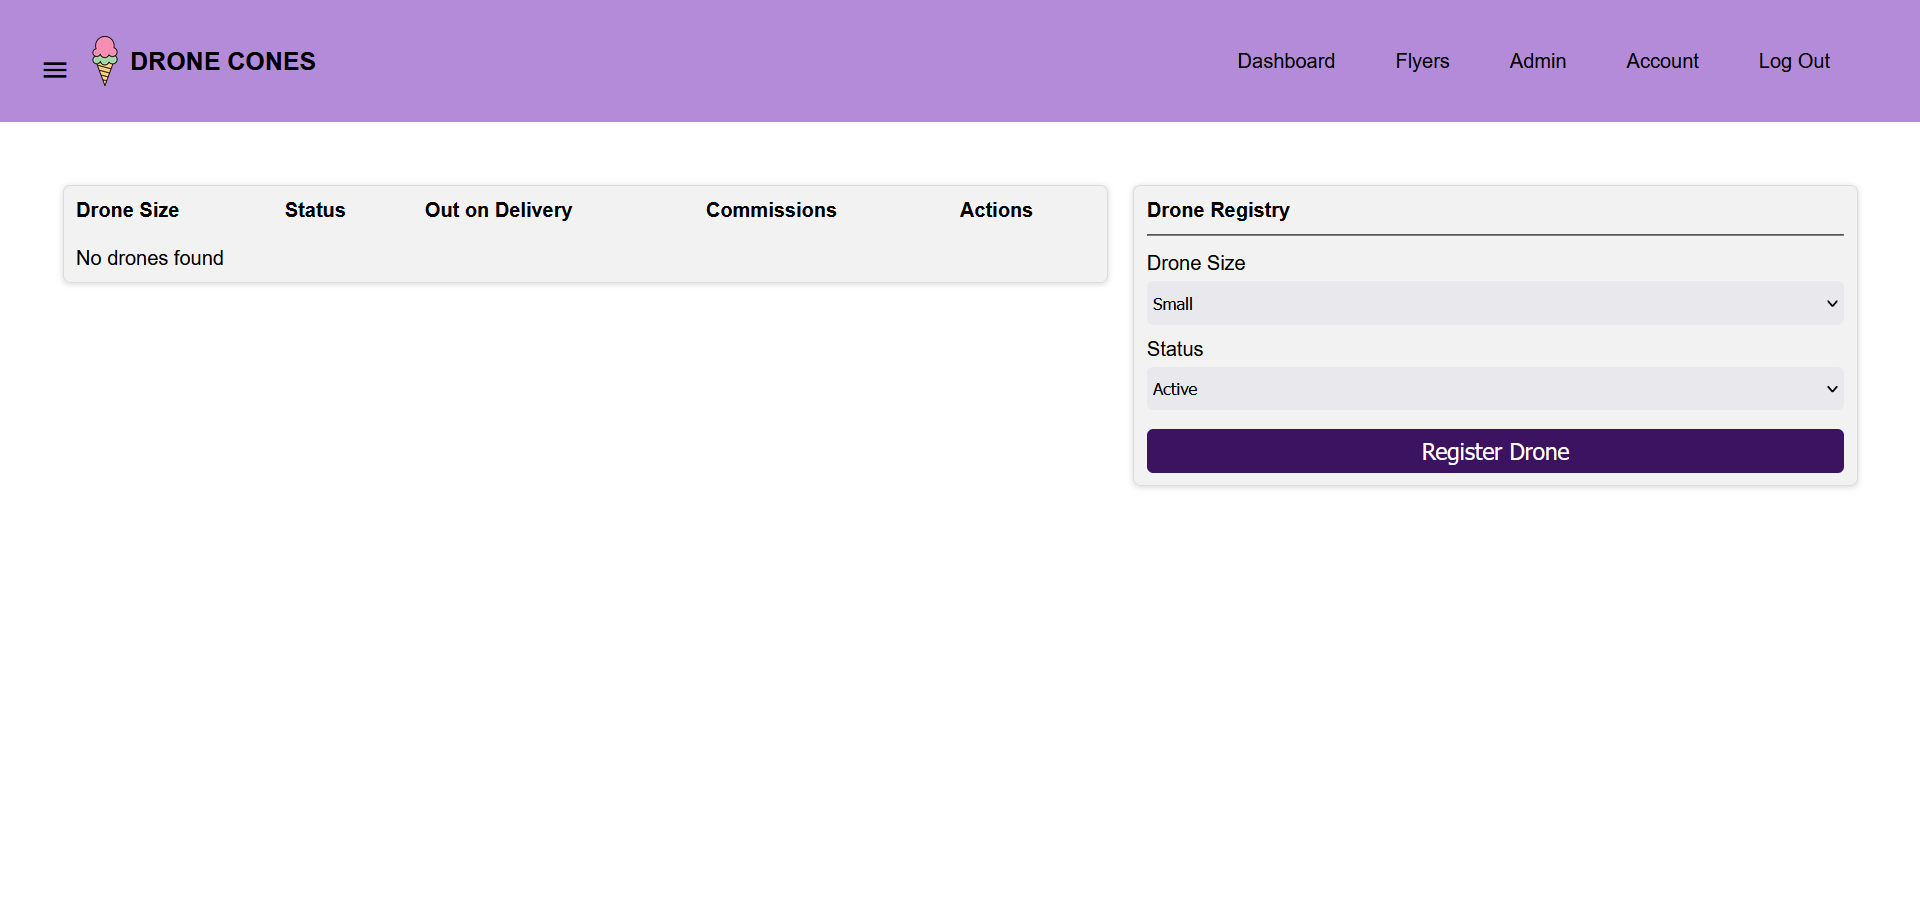 DRONE CONES
Dashboard Flyers Admin Account Log Out
Drone Size Status Out on Delivery Commissions Actions
No drones found
Drone Registry
Drone Size
Small
Status
Active
Register Drone